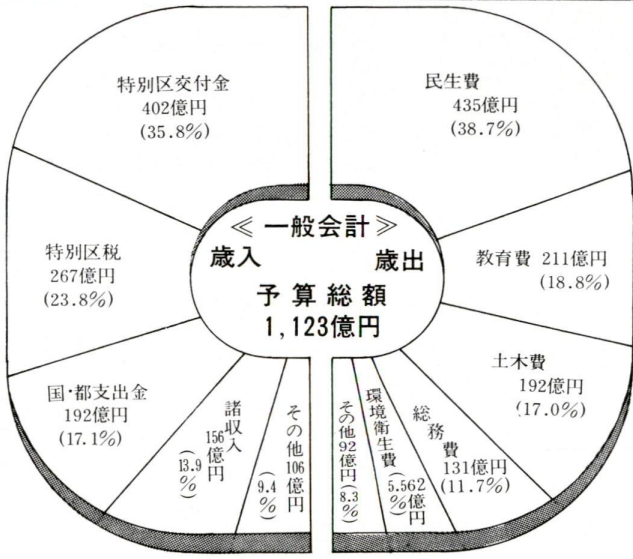 特別区交付金
402億円
(35.8%)
特別区税
267億円
(23.8%)
国・都支出金
192億円
(17.1%)
諸収入
156億円
(13.9%)
その他106億円
(9.4%)
≪一般会計≫
歳入 歳出
予算総額
1,123億円
民生費
435億円
(38.7%)
教育費 211億円
(18.8%)
土木費
192億円
(17.0%)
総務費
131億円
(11.7%)
環境衛生費
62億円
(5.5%)
その他92億円
(8.3%)